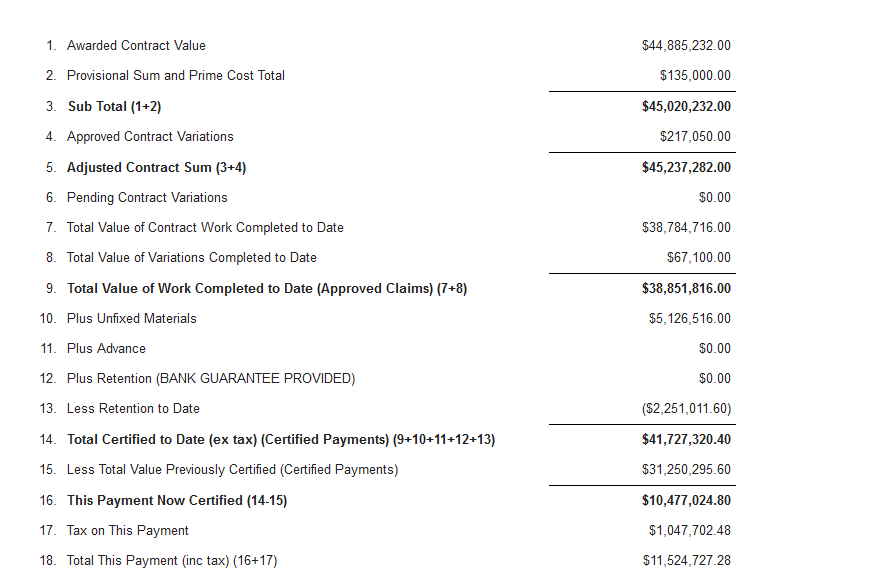 1. Awarded Contract Value $44,885,232.00
2. Provisional Sum and Prime Cost Total $135,000.00
3. Sub Total (1+2) $45,020,232.00
4. Approved Contract Variations $217,050.00
5. Adjusted Contract Sum (3+4) $45,237,282.00
6. Pending Contract Variations $0.00
7. Total Value of Contract Work Completed to Date $38,784,716.00
8. Total Value of Variations Completed to Date $67,100.00
9. Total Value of Work Completed to Date (Approved Claims) (7+8) $38,851,816.00
10. Plus Unfixed Materials $5,126,516.00
11. Plus Advance $0.00
12. Plus Retention (BANK GUARANTEE PROVIDED) $0.00
13. Less Retention to Date ($2,251,011.60)
14. Total Certified to Date (ex tax) (Certified Payments) (9+10+11+12+13) $41,727,320.40
15. Less Total Value Previously Certified (Certified Payments) $31,250,295.60
16. This Payment Now Certified (14-15) $10,477,024.80
17. Tax on This Payment $1,047,702.48
18. Total This Payment (inc tax) (16+17) $11,524,727.28